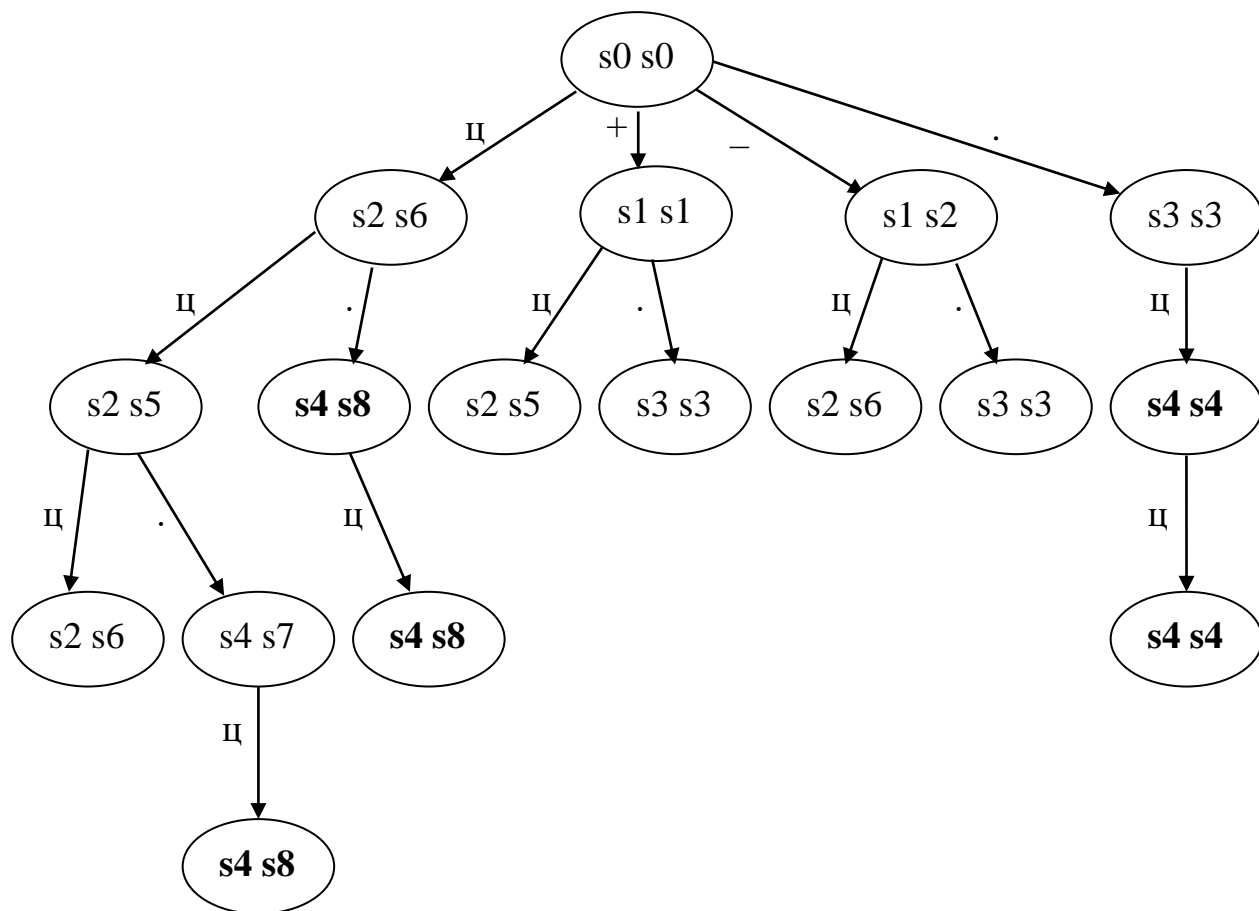 s0 s0
ц
+
–
.
s2 s6
s1 s1
s1 s2
s3 s3
ц
.
ц
.
ц
.
ц
s2 s5
s4 s8
s2 s5
s3 s3
s2 s6
s3 s3
s4 s4
ц
.
ц
ц
s2 s6
s4 s7
s4 s8
s4 s4
ц
s4 s8